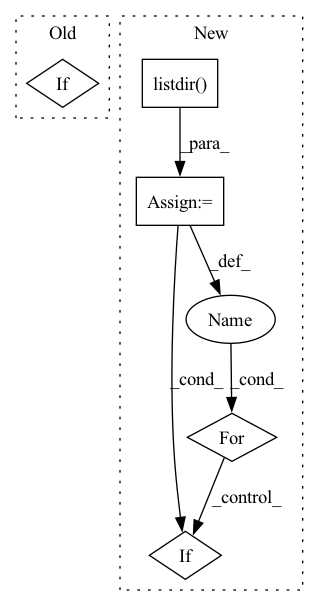 Old
New
If
listdir()
_para_
Assign:=
_def_
Name
_cond_
_cond_
For
_control_
If